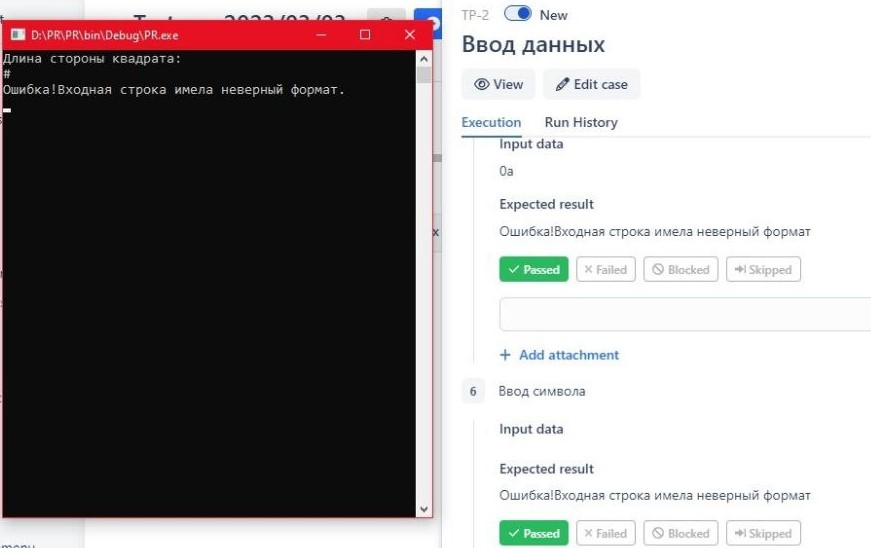 D:\PR\PR\bin\Debug\PR.exe
Длина стороны квадрата:
#
Ошибка!Входная строка имела неверный формат.
TP-2 New
Ввод данных
View Edit case
Execution Run History
Input data
0a
Expected result
Ошибка!Входная строка имела неверный формат
Passed Failed Blocked Skipped
+ Add attachment
6 Ввод символа
Input data
Expected result
Ошибка!Входная строка имела неверный формат
Passed Failed Blocked Skipped